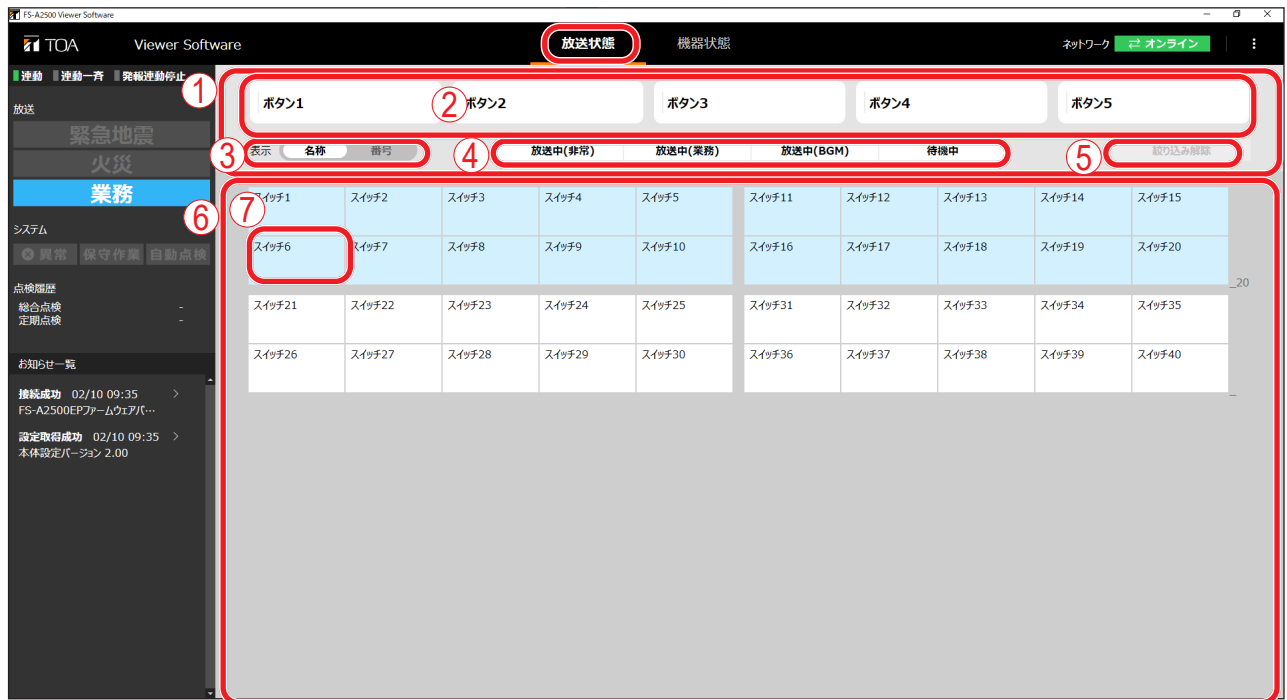 FS-A2500 Viewer Software
TOA Viewer Software 放送状態 機器状態 ネットワーク オンライン
連動 連動一斉 発報連動停止
①
放送
緊急地震
火災
業務
システム
異常 保守作業 自動点検
点検履歴
総合点検 -
定期点検 -
お知らせ一覧
接続成功 02/10 09:35 >
FS-A2500EPファームウェアバ…
設定取得成功 02/10 09:35 >
本体設定バージョン 2.00
ボタン1 ② ボタン2 ボタン3 ボタン4 ボタン5
③ 表示 名称 番号 ④ 放送中(非常) 放送中(業務) 放送中(BGM) 待機中 ⑤ 絞り込み解除
⑥ ⑦
スイッチ1 スイッチ2 スイッチ3 スイッチ4 スイッチ5 スイッチ11 スイッチ12 スイッチ13 スイッチ14 スイッチ15
スイッチ6 スイッチ7 スイッチ8 スイッチ9 スイッチ10 スイッチ16 スイッチ17 スイッチ18 スイッチ19 スイッチ20
_20
スイッチ21 スイッチ22 スイッチ23 スイッチ24 スイッチ25 スイッチ31 スイッチ32 スイッチ33 スイッチ34 スイッチ35
スイッチ26 スイッチ27 スイッチ28 スイッチ29 スイッチ30 スイッチ36 スイッチ37 スイッチ38 スイッチ39 スイッチ40
_